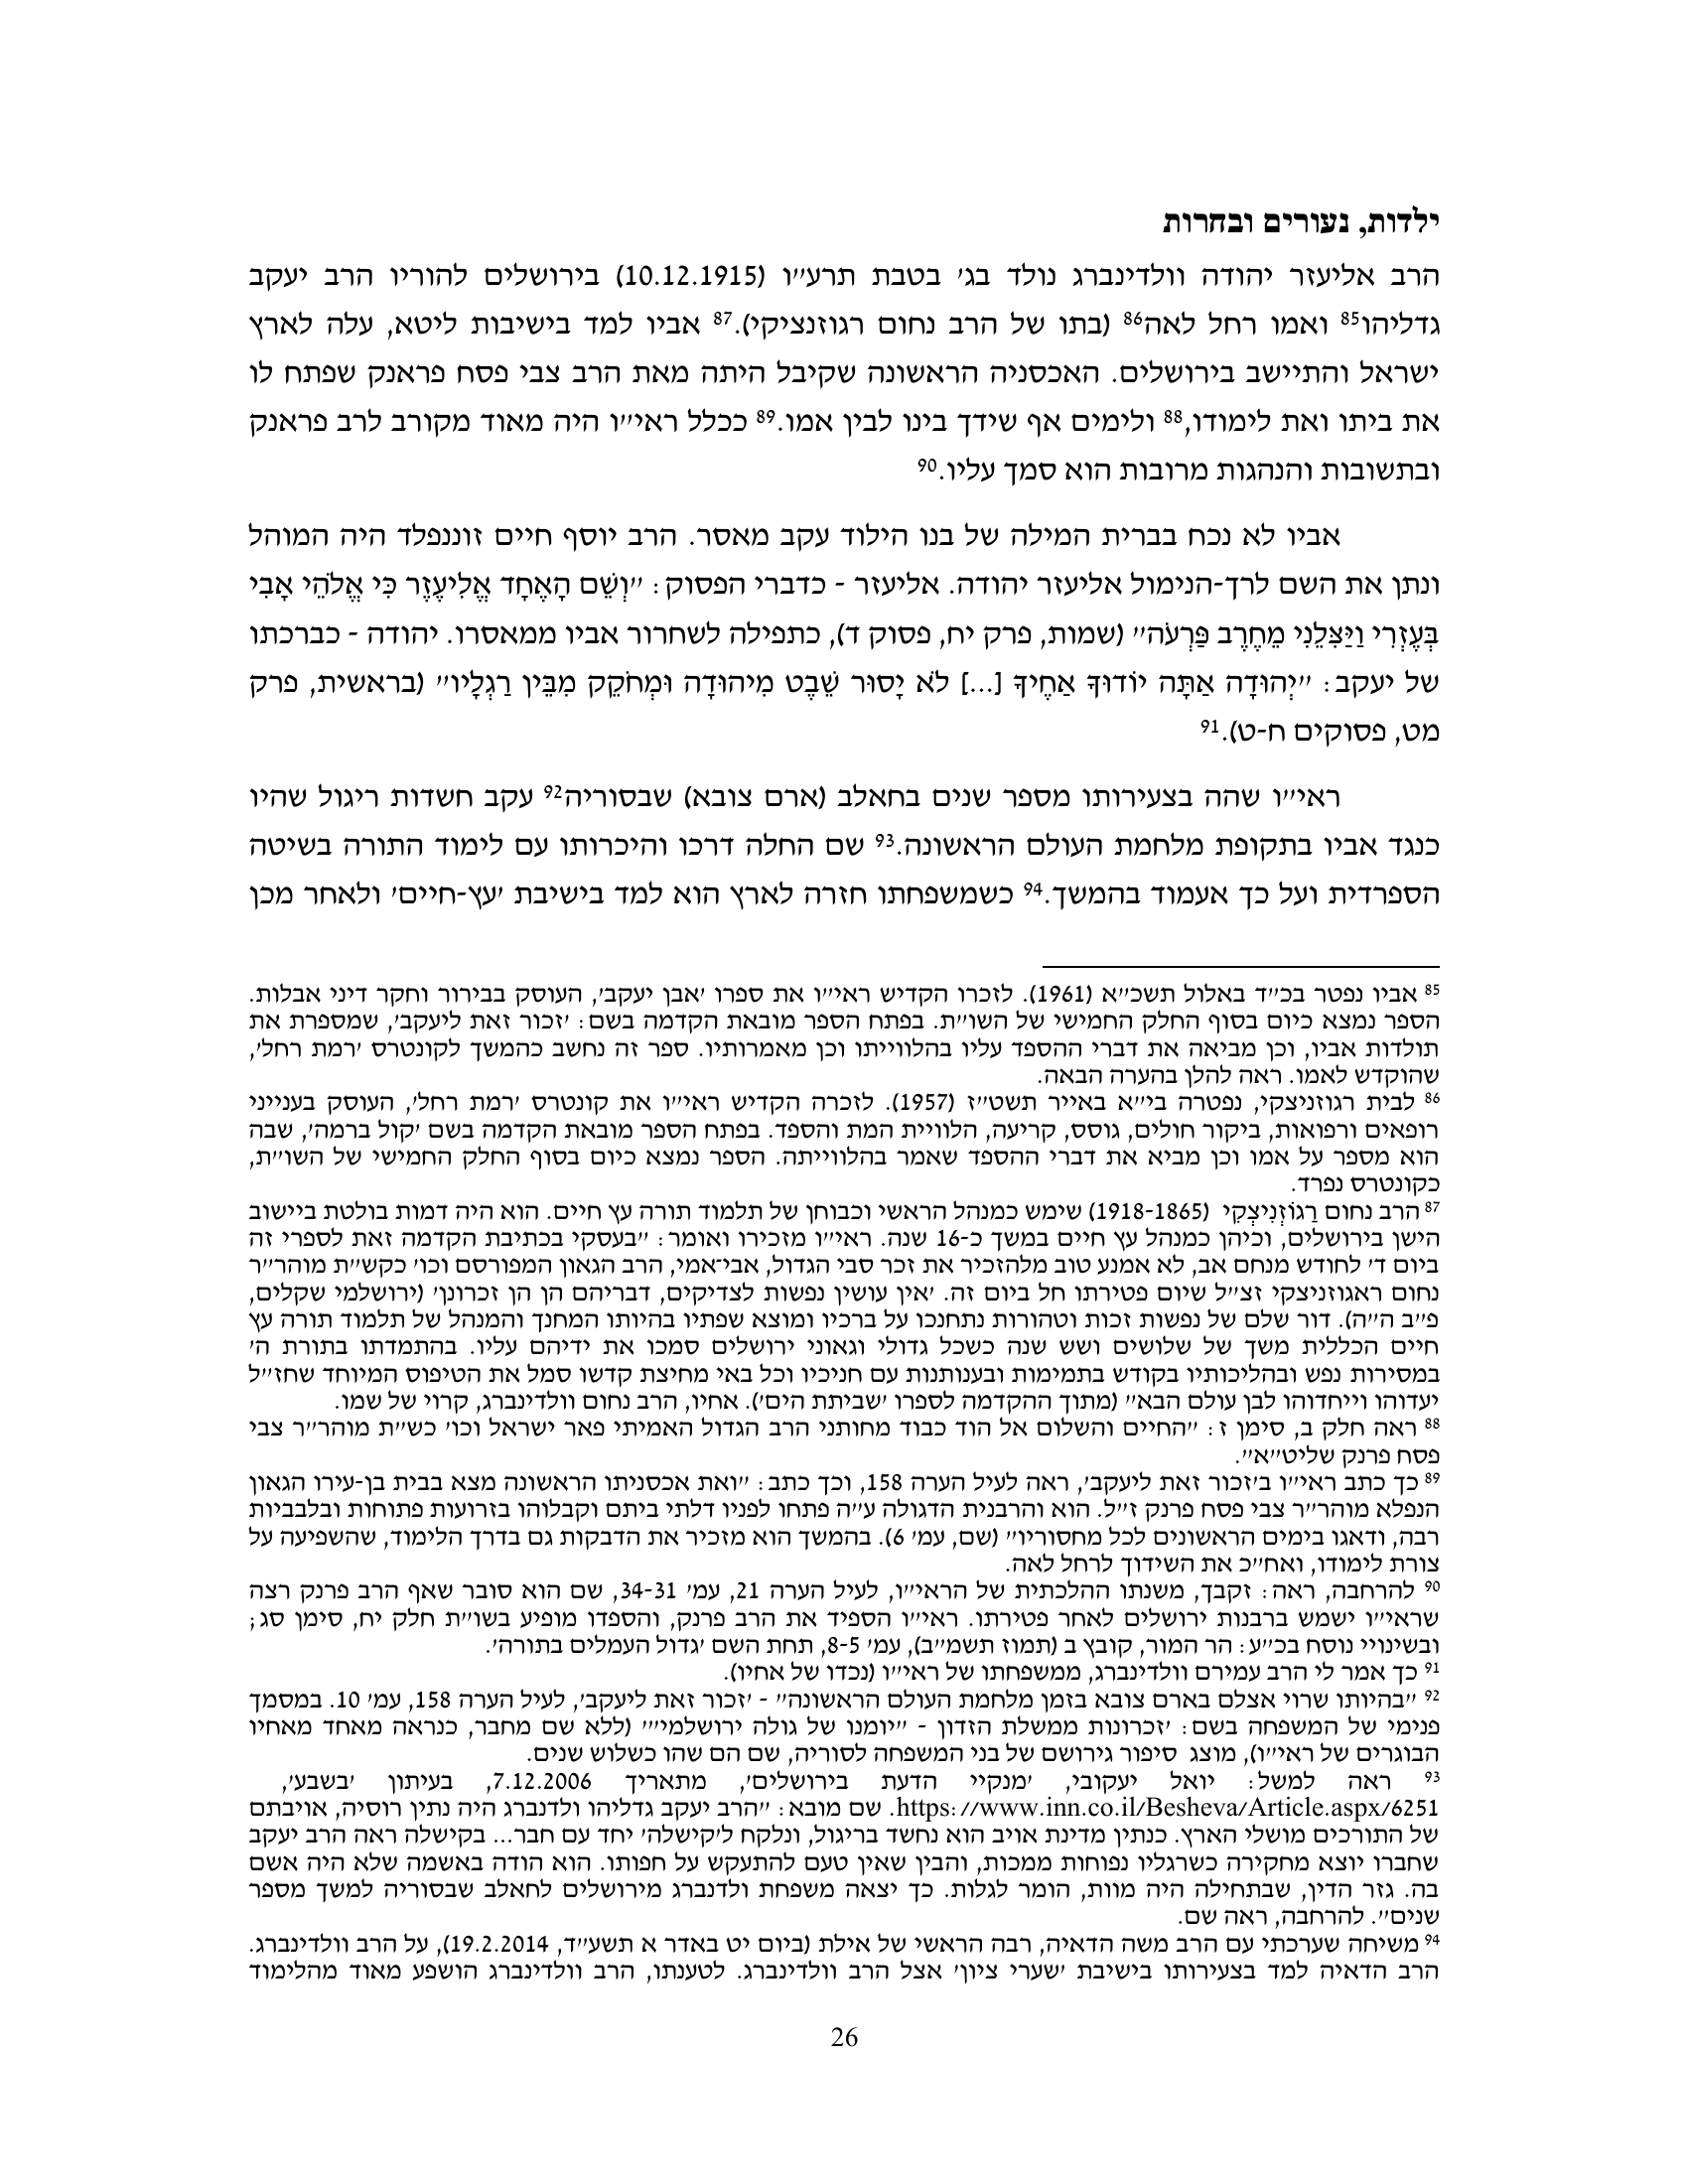 ילדות, נעורים ובחרות
הרב אליעזר יהודה וולדינברג נולד בג' בטבת תרע"ו (10.12.1915) בירושלים להוריו הרב יעקב
גדליהו85 ואמו רחל לאה86 (בתו של הרב נחום רגוזנציקי).87 אביו למד בישיבות ליטא, עלה לארץ
ישראל והתיישב בירושלים. האכסניה הראשונה שקיבל היתה מאת הרב צבי פסח פראנק שפתח לו
את ביתו ואת לימודו,88 ולימים אף שידך בינו לבין אמו.89 ככלל ראי"ו היה מאוד מקורב לרב פראנק
ובתשובות והנהגות מרובות הוא סמך עליו.90
אביו לא נכח בברית המילה של בנו הילוד עקב מאסר. הרב יוסף חיים זוננפלד היה המוהל
ונתן את השם לרך-הנימול אליעזר יהודה. אליעזר - כדברי הפסוק: "וְשֵׁם הָאֶחָד אֱלִיעֶזֶר כִּי אֱלֹהֵי אָבִי
בְּעֶזְרִי וַיַּצִּלֵנִי מֵחֶרֶב פַּרְעֹה" (שמות, פרק יח, פסוק ד), כתפילה לשחרור אביו ממאסרו. יהודה - כברכתו
של יעקב: "יְהוּדָה אַתָּה יוֹדוּךָ אַחֶיךָ [...] לֹא יָסוּר שֵׁבֶט מִיהוּדָה וּמְחֹקֵק מִבֵּין רַגְלָיו" (בראשית, פרק
מט, פסוקים ח-ט).91
ראי"ו שהה בצעירותו מספר שנים בחאלב (ארם צובא) שבסוריה92 עקב חשדות ריגול שהיו
כנגד אביו בתקופת מלחמת העולם הראשונה.93 שם החלה דרכו והיכרותו עם לימוד התורה בשיטה
הספרדית ועל כך אעמוד בהמשך.94 כשמשפחתו חזרה לארץ הוא למד בישיבת 'עץ-חיים' ולאחר מכן
85 אביו נפטר בכ"ד באלול תשכ"א (1961). לזכרו הקדיש ראי"ו את ספרו 'אבן יעקב', העוסק בבירור וחקר דיני אבלות.
הספר נמצא כיום בסוף החלק החמישי של השו"ת. בפתח הספר מובאת הקדמה בשם: 'זכור זאת ליעקב', שמספרת את
תולדות אביו, וכן מביאה את דברי ההספד עליו בהלווייתו וכן מאמרותיו. ספר זה נחשב כהמשך לקונטרס 'רמת רחל',
שהוקדש לאמו. ראה להלן בהערה הבאה.
86 לבית רגוזניצקי, נפטרה בי"א באייר תשט"ז (1957). לזכרה הקדיש ראי"ו את קונטרס 'רמת רחל', העוסק בענייני
רופאים ורפואות, ביקור חולים, גוסס, קריעה, הלוויית המת והספד. בפתח הספר מובאת הקדמה בשם 'קול ברמה', שבה
הוא מספר על אמו וכן מביא את דברי ההספד שאמר בהלווייתה. הספר נמצא כיום בסוף החלק החמישי של השו"ת,
כקונטרס נפרד.
87 הרב נחום רַגוֹזְנִיצְקִי (1918-1865) שימש כמנהל הראשי וכבוחן של תלמוד תורה עץ חיים. הוא היה דמות בולטת ביישוב
הישן בירושלים, וכיהן כמנהל עץ חיים במשך כ-16 שנה. ראי"ו מזכירו ואומר: "בעסקי בכתיבת הקדמה זאת לספרי זה
ביום ד' לחודש מנחם אב, לא אמנע טוב מלהזכיר את זכר סבי הגדול, אבי־אמי, הרב הגאון המפורסם וכו' כקש"ת מוהר"ר
נחום ראגוזניצקי זצ"ל שיום פטירתו חל ביום זה. 'אין עושין נפשות לצדיקים, דבריהם הן הן זכרונן' (ירושלמי שקלים,
פ"ב ה"ה). דור שלם של נפשות זכות וטהורות נתחנכו על ברכיו ומוצא שפתיו בהיותו המחנך והמנהל של תלמוד תורה עץ
חיים הכללית משך של שלושים ושש שנה כשכל גדולי וגאוני ירושלים סמכו את ידיהם עליו. בהתמדתו בתורת ה'
במסירות נפש ובהליכותיו בקודש בתמימות ובענותנות עם חניכיו וכל באי מחיצת קדשו סמל את הטיפוס המיוחד שחז"ל
יעדוהו וייחדוהו לבן עולם הבא" (מתוך ההקדמה לספרו 'שביתת הים'). אחיו, הרב נחום וולדינברג, קרוי של שמו.
88 ראה חלק ב, סימן ז: "החיים והשלום אל הוד כבוד מחותני הרב הגדול האמיתי פאר ישראל וכו' כש"ת מוהר"ר צבי
פסח פרנק שליט"א".
89 כך כתב ראי"ו ב'זכור זאת ליעקב', ראה לעיל הערה 158, וכך כתב: "ואת אכסניתו הראשונה מצא בבית בן-עירו הגאון
הנפלא מוהר"ר צבי פסח פרנק ז"ל. הוא והרבנית הדגולה ע"ה פתחו לפניו דלתי ביתם וקבלוהו בזרועות פתוחות ובלבביות
רבה, ודאגו בימים הראשונים לכל מחסוריו" (שם, עמ' 6). בהמשך הוא מזכיר את הדבקות גם בדרך הלימוד, שהשפיעה על
צורת לימודו, ואח"כ את השידוך לרחל לאה.
90 להרחבה, ראה: זקבך, משנתו ההלכתית של הראי"ו, לעיל הערה 21, עמ' 34-31, שם הוא סובר שאף הרב פרנק רצה
שראי"ו ישמש ברבנות ירושלים לאחר פטירתו. ראי"ו הספיד את הרב פרנק, והספדו מופיע בשו"ת חלק יח, סימן סג;
ובשינויי נוסח בכ"ע: הר המור, קובץ ב (תמוז תשמ"ב), עמ' 8-5, תחת השם 'גדול העמלים בתורה'.
91 כך אמר לי הרב עמירם וולדינברג, ממשפחתו של ראי"ו (נכדו של אחיו).
92 "בהיותו שרוי אצלם בארם צובא בזמן מלחמת העולם הראשונה" - 'זכור זאת ליעקב', לעיל הערה 158, עמ' 10. במסמך
פנימי של המשפחה בשם: 'זכרונות ממשלת הזדון - "יומנו של גולה ירושלמי"' (ללא שם מחבר, כנראה מאחד מאחיו
הבוגרים של ראי"ו), מוצג סיפור גירושם של בני המשפחה לסוריה, שם הם שהו כשלוש שנים.
93 ראה למשל: יואל יעקובי, 'מנקיי הדעת בירושלים', מתאריך 7.12.2006, בעיתון 'בשבע',
https://www.inn.co.il/Besheva/Article.aspx/6251. שם מובא: "הרב יעקב גדליהו ולדנברג היה נתין רוסיה, אויבתם
של התורכים מושלי הארץ. כנתין מדינת אויב הוא נחשד בריגול, ונלקח ל'קישלה' יחד עם חבר... בקישלה ראה הרב יעקב
שחברו יוצא מחקירה כשרגליו נפוחות ממכות, והבין שאין טעם להתעקש על חפותו. הוא הודה באשמה שלא היה אשם
בה. גזר הדין, שבתחילה היה מוות, הומר לגלות. כך יצאה משפחת ולדנברג מירושלים לחאלב שבסוריה למשך מספר
שנים". להרחבה, ראה שם.
94 משיחה שערכתי עם הרב משה הדאיה, רבה הראשי של אילת (ביום יט באדר א תשע"ד, 19.2.2014), על הרב וולדינברג.
הרב הדאיה למד בצעירותו בישיבת 'שערי ציון' אצל הרב וולדינברג. לטענתו, הרב וולדינברג הושפע מאוד מהלימוד
26